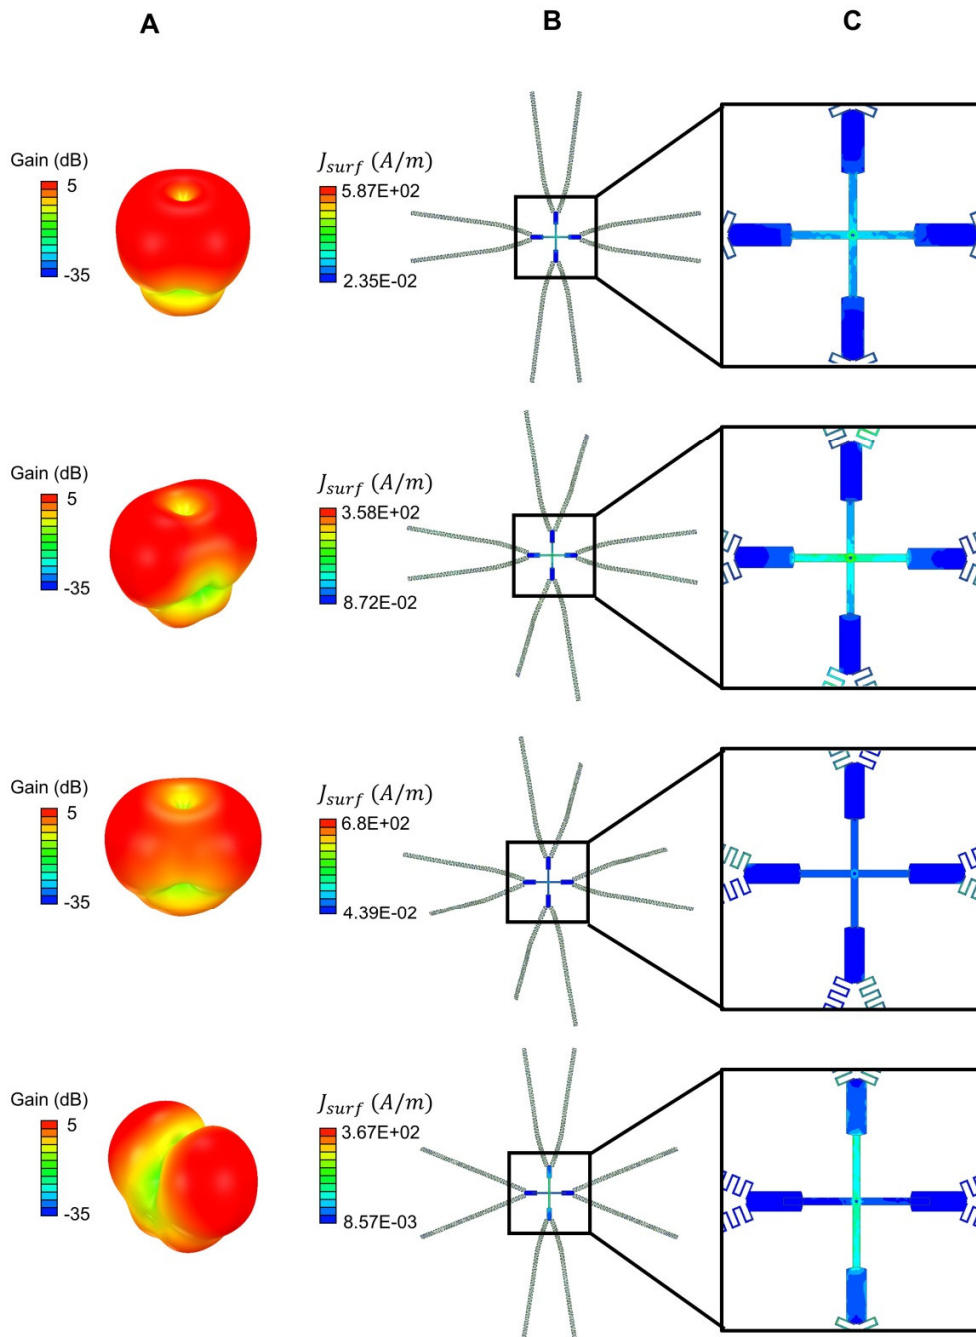 A B C
Gain (dB)
5
-35
J_surf (A/m)
5.87E+02
2.35E-02
Gain (dB)
5
-35
J_surf (A/m)
3.58E+02
8.72E-02
Gain (dB)
5
-35
J_surf (A/m)
6.8E+02
4.39E-02
Gain (dB)
5
-35
J_surf (A/m)
3.67E+02
8.57E-03